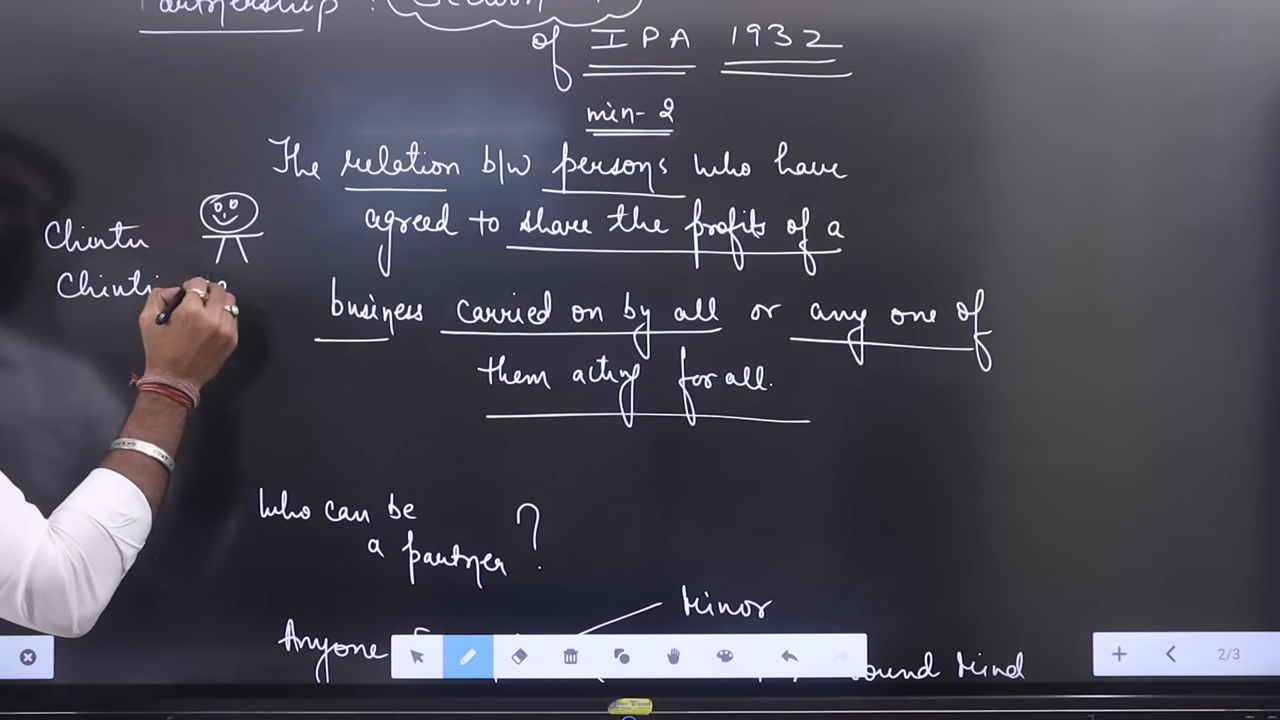 Partnership :
of IPA 1932
min- 2
The relation b/w persons who have
agreed to share the profits of a
business carried on by all or any one of
them acting for all.
Chintu
Who can be
a partner ?
Minor
Anyone
ound Mind
2/3